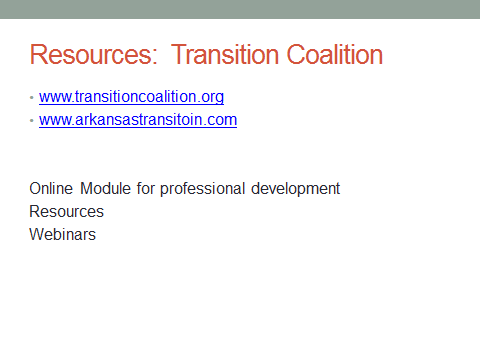 Resources:  Transition Coalition
• www.transitioncoalition.org
• www.arkansastransitoin.com
Online Module for professional development
Resources
Webinars